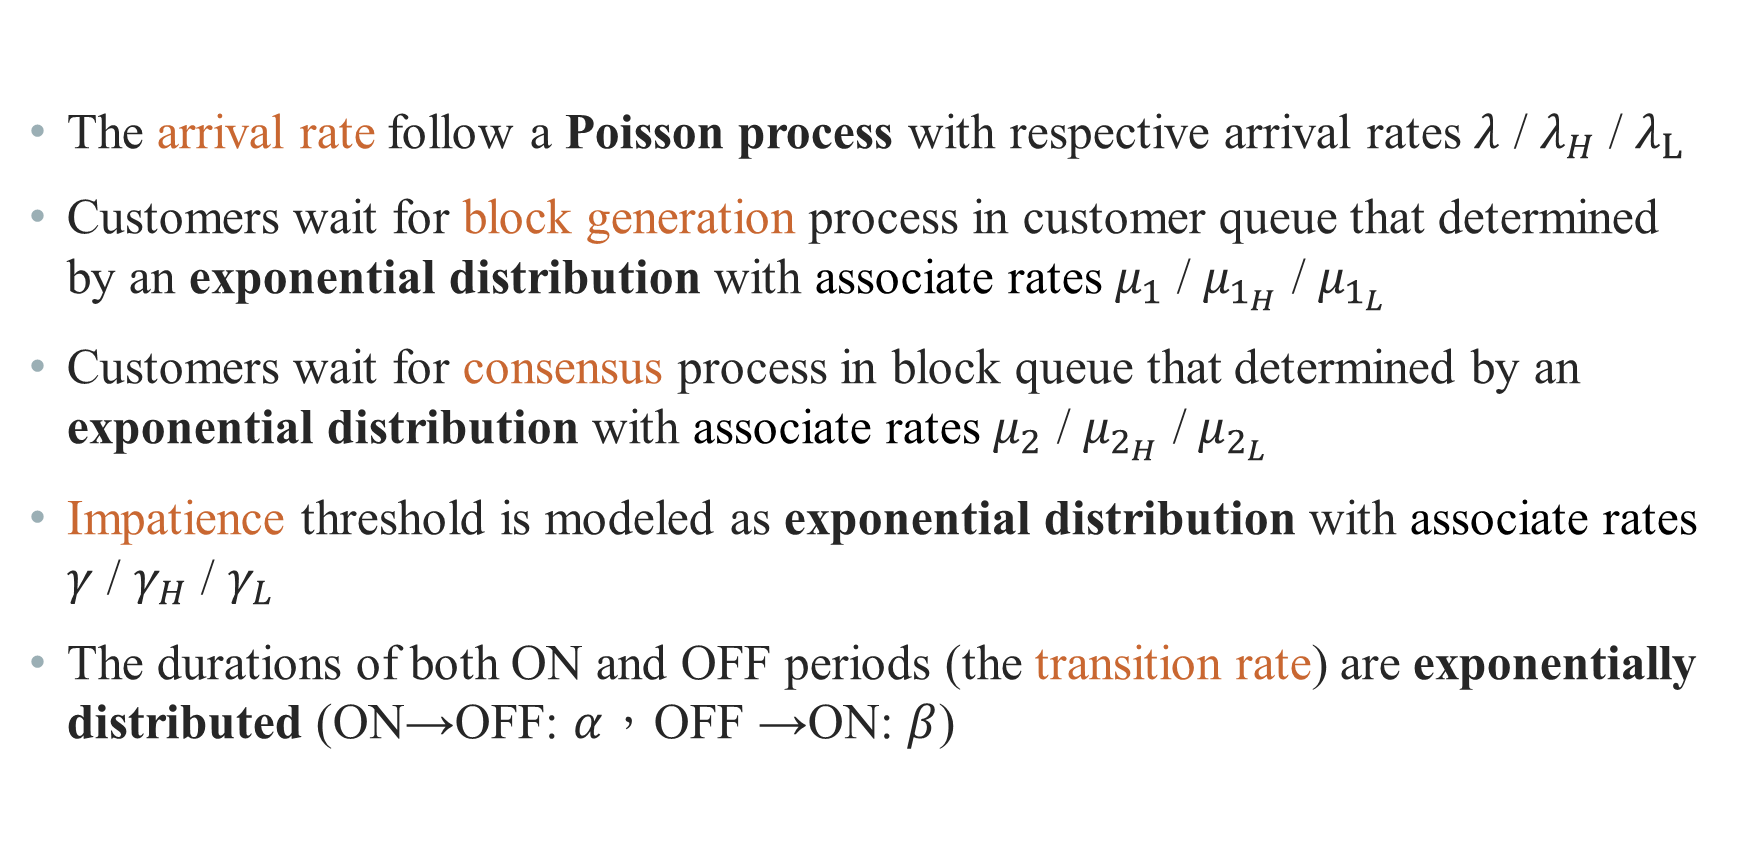 • The arrival rate follow a Poisson process with respective arrival rates λ / λ_H / λ_L
• Customers wait for block generation process in customer queue that determined
by an exponential distribution with associate rates μ₁ / μ_{1_H} / μ_{1_L}
• Customers wait for consensus process in block queue that determined by an
exponential distribution with associate rates μ₂ / μ_{2_H} / μ_{2_L}
• Impatience threshold is modeled as exponential distribution with associate rates
γ / γ_H / γ_L
• The durations of both ON and OFF periods (the transition rate) are exponentially
distributed (ON→OFF: α，OFF →ON: β)